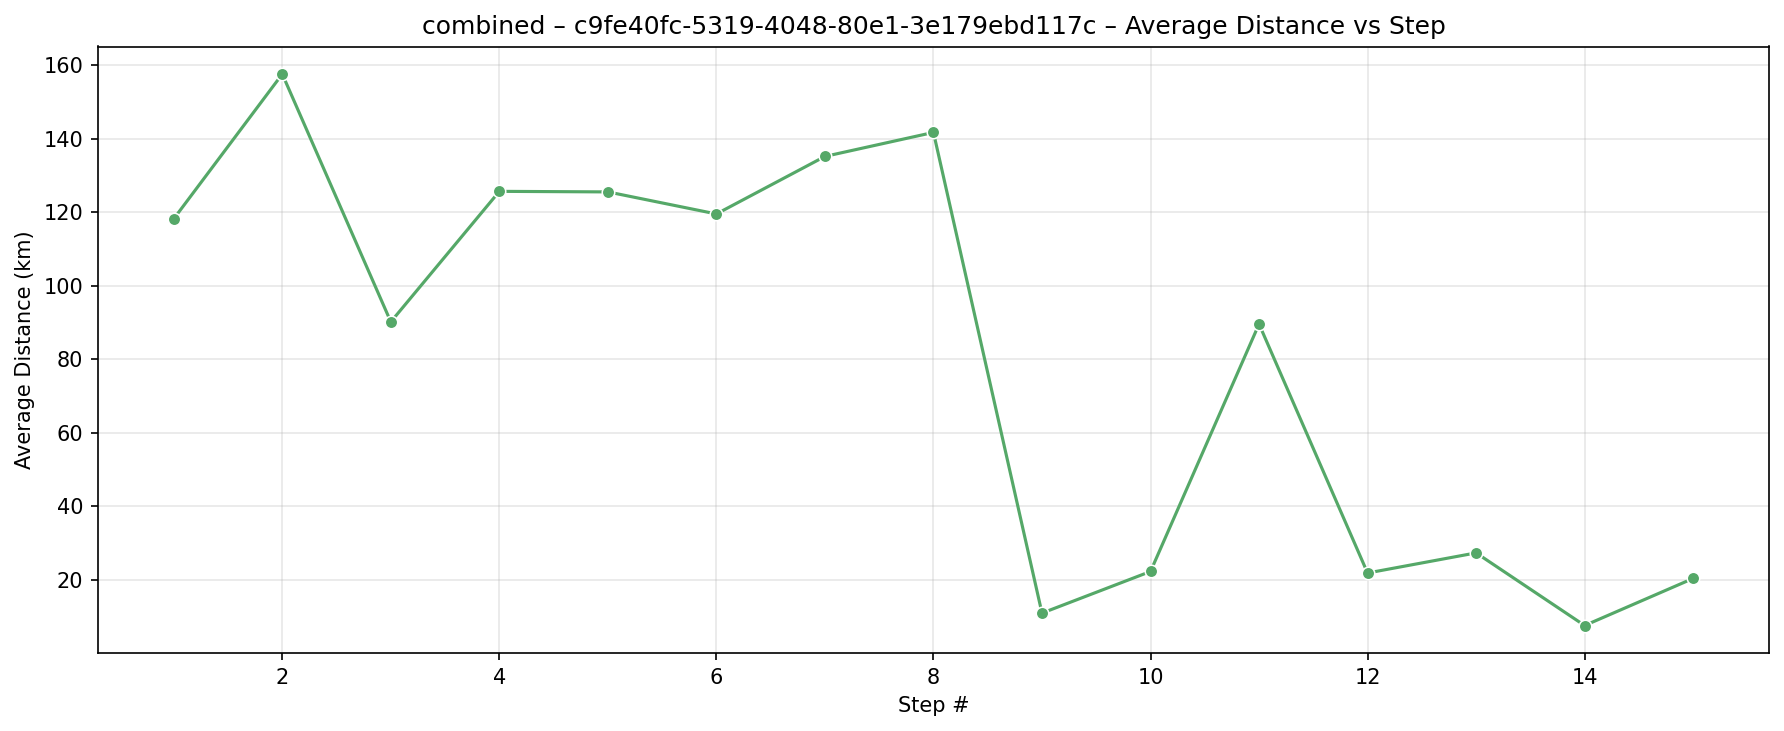 combined – c9fe40fc-5319-4048-80e1-3e179ebd117c – Average Distance vs Step
Average Distance (km)
160
140
120
100
80
60
40
20
2 4 6 8 10 12 14
Step #